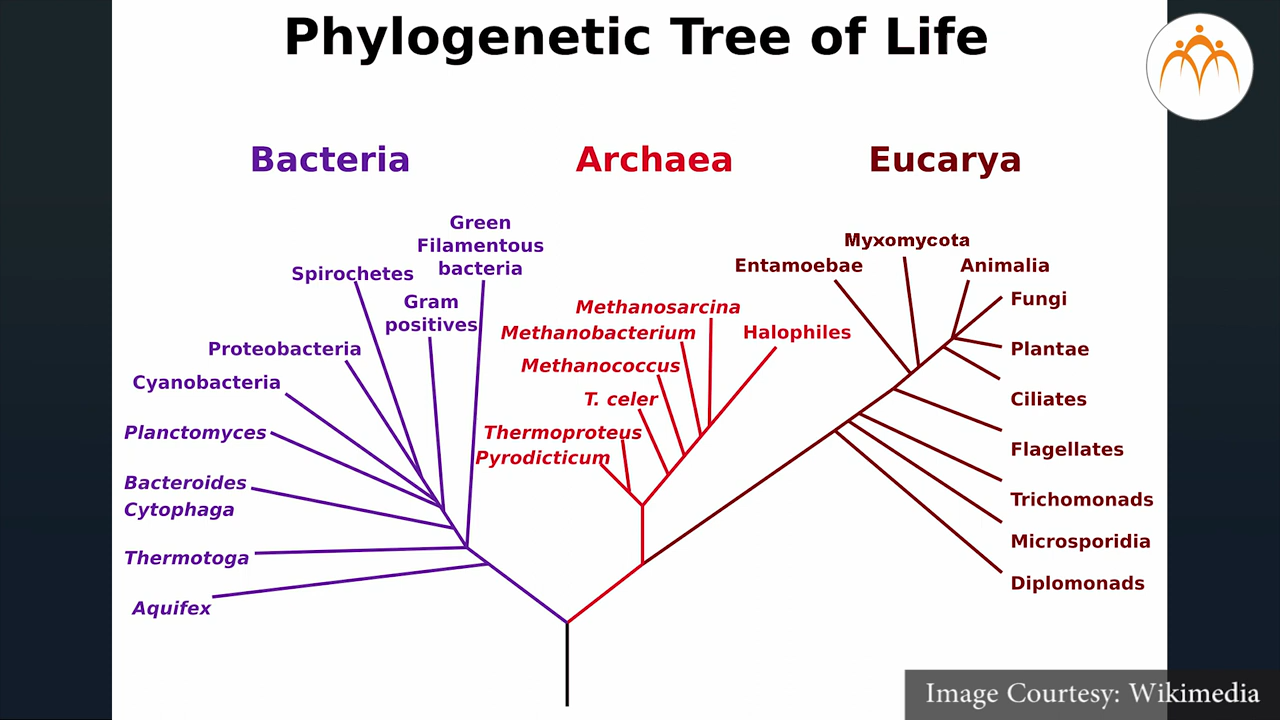 Phylogenetic Tree of Life
Bacteria
Archaea
Eucarya
Green
Filamentous
bacteria
Spirochetes
Gram
positives
Proteobacteria
Cyanobacteria
Planctomyces
Bacteroides
Cytophaga
Thermotoga
Aquifex
Methanosarcina
Methanobacterium
Halophiles
Methanococcus
T. celer
Thermoproteus
Pyrodicticum
Myxomycota
Entamoebae
Animalia
Fungi
Plantae
Ciliates
Flagellates
Trichomonads
Microsporidia
Diplomonads
Image Courtesy: Wikimedia